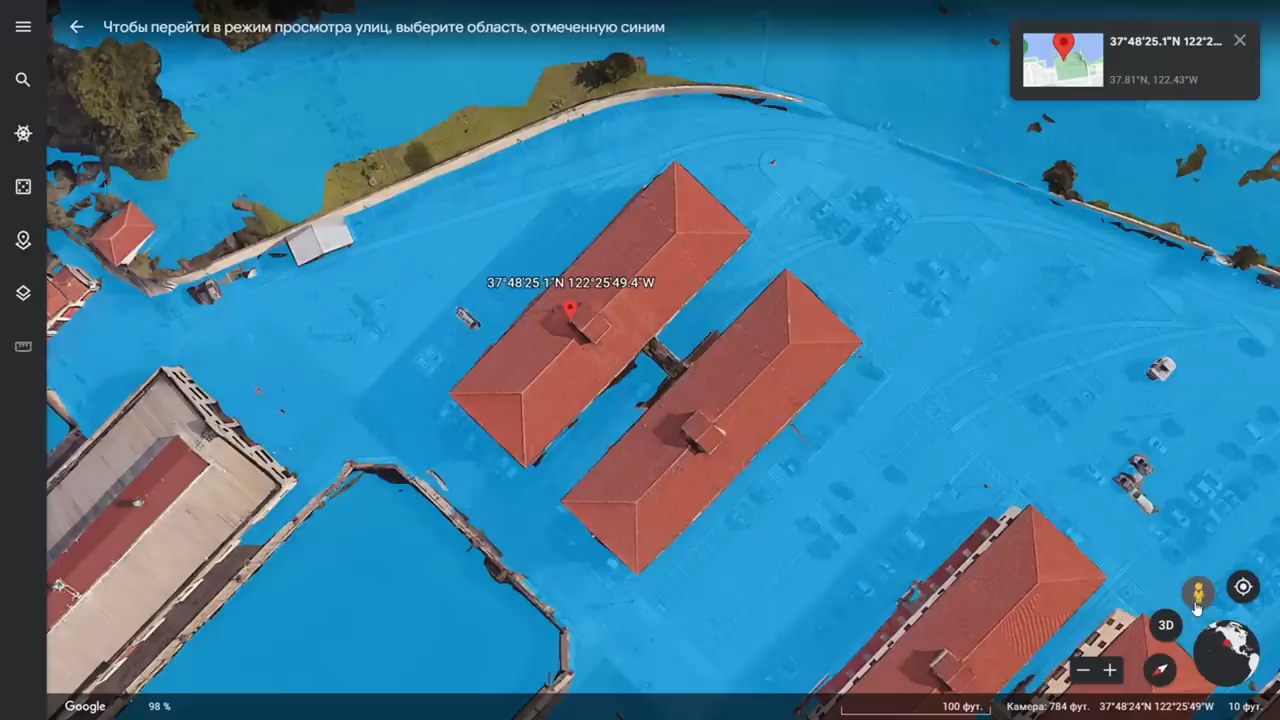 Чтобы перейти в режим просмотра улиц, выберите область, отмеченную синим
37°48'25.1"N 122°2...
37.81°N, 122.43°W
37°48'25.1"N 122°25'49.4"W
3D
Google
98 %
100 фут.
Камера: 784 фут.
37°48'24"N 122°25'49"W
10 фут.